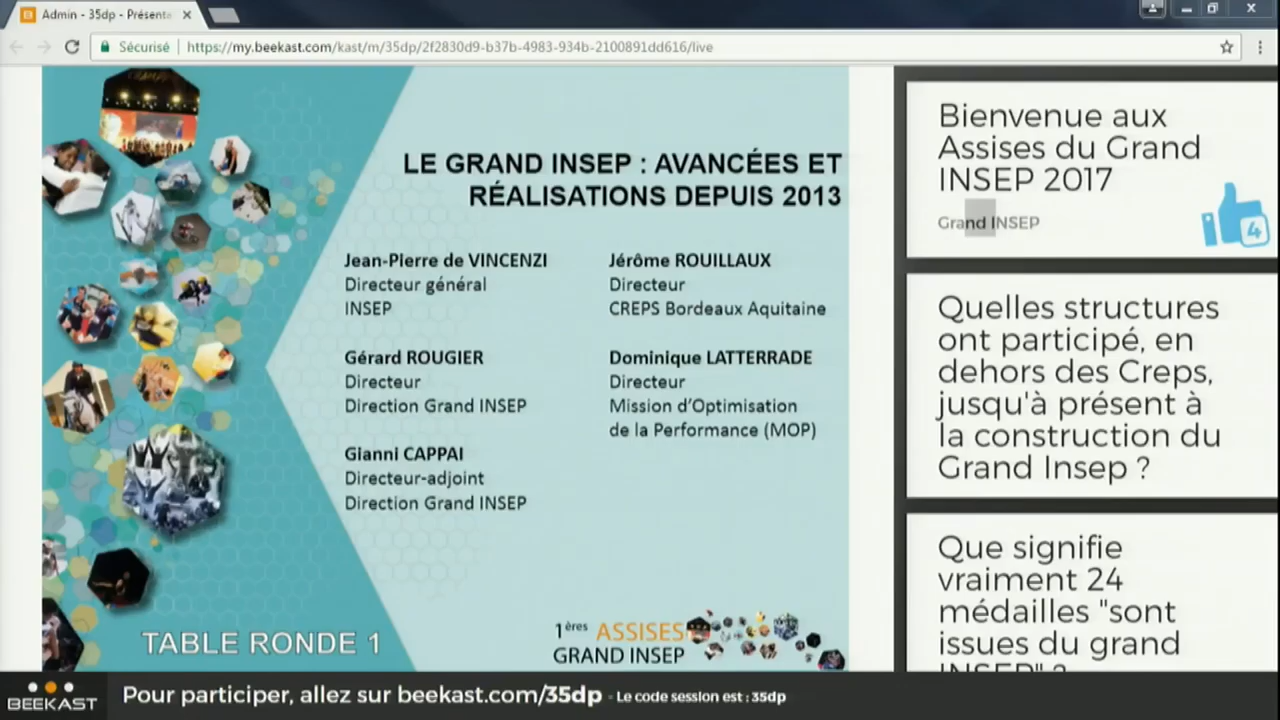 Admin - 35dp - Présenta
Sécurisé
https://my.beekast.com/kast/m/35dp/2f2830d9-b37b-4983-934b-2100891dd616/live
LE GRAND INSEP : AVANCÉES ET
RÉALISATIONS DEPUIS 2013
Jean-Pierre de VINCENZI
Directeur général
INSEP
Gérard ROUGIER
Directeur
Direction Grand INSEP
Gianni CAPPAI
Directeur-adjoint
Direction Grand INSEP
Jérôme ROUILLAUX
Directeur
CREPS Bordeaux Aquitaine
Dominique LATTERRADE
Directeur
Mission d'Optimisation
de la Performance (MOP)
TABLE RONDE 1
1ères ASSISES
GRAND INSEP
Bienvenue aux
Assises du Grand
INSEP 2017
Grand INSEP
4
Quelles structures
ont participé, en
dehors des Creps,
jusqu'à présent à
la construction du
Grand Insep ?
Que signifie
vraiment 24
médailles "sont
issues du grand
INSEP" ?
BEEKAST
Pour participer, allez sur beekast.com/35dp - Le code session est : 35dp